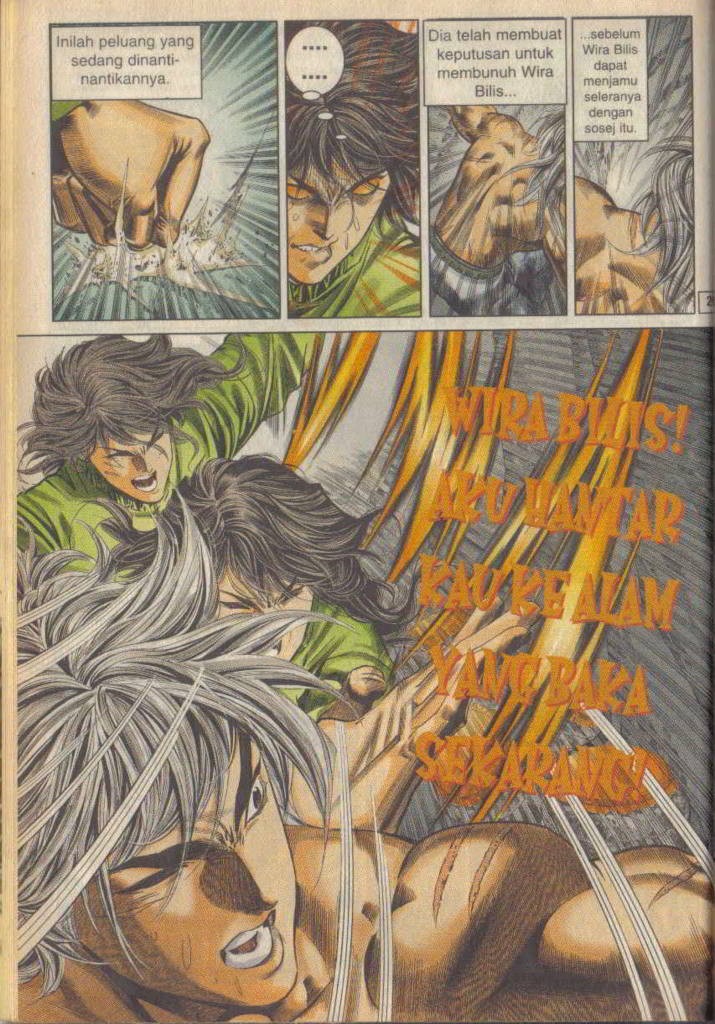 Inilah peluang yang
sedang dinanti-
nantikannya.
....
....
Dia telah membuat
keputusan untuk
membunuh Wira
Bilis...
...sebelum
Wira Bilis
dapat
menjamu
seleranya
dengan
sosej itu.
2
WIRA BILIS!
AKU HANTAR
KAU KE ALAM
YANG BAKA
SEKARANG!